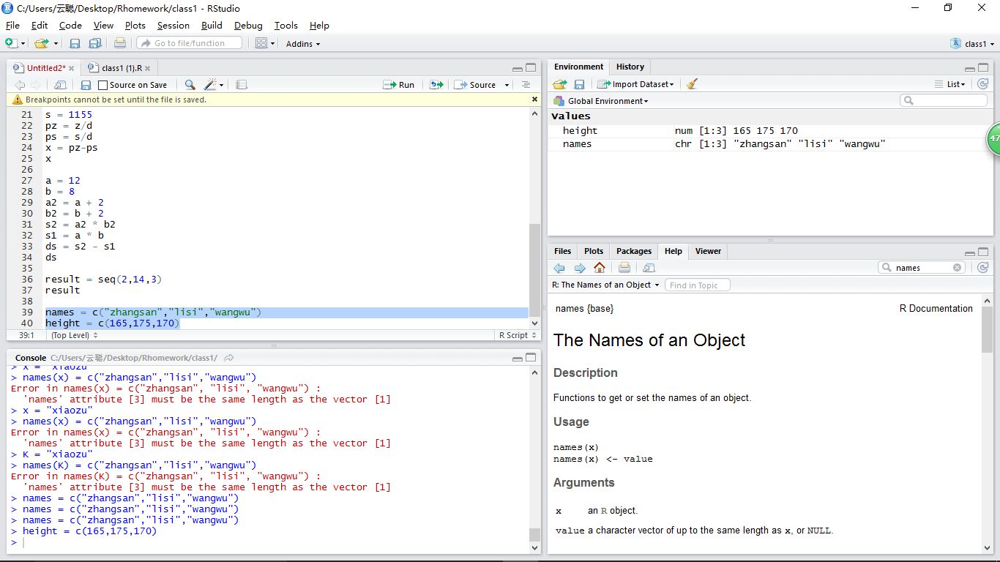 C:/Users/云聪/Desktop/Rhomework/class1 - RStudio
File Edit Code View Plots Session Build Debug Tools Help
Go to file/function Addins class1
Untitled2* class1 (1).R
Source on Save Run Source
Breakpoints cannot be set until the file is saved.
21 s = 1155
22 pz = z/d
23 ps = s/d
24 x = pz-ps
25 x
26
27 a = 12
28 b = 8
29 a2 = a + 2
30 b2 = b + 2
31 s2 = a2 * b2
32 s1 = a * b
33 ds = s2 - s1
34 ds
35
36 result = seq(2,14,3)
37 result
38
39 names = c("zhangsan","lisi","wangwu")
40 height = c(165,175,170)
39:1 (Top Level) R Script
Console C:/Users/云聪/Desktop/Rhomework/class1/
> x = "xiaozu"
> names(x) = c("zhangsan","lisi","wangwu")
Error in names(x) = c("zhangsan", "lisi", "wangwu") :
'names' attribute [3] must be the same length as the vector [1]
> x = "xiaozu"
> names(x) = c("zhangsan","lisi","wangwu")
Error in names(x) = c("zhangsan", "lisi", "wangwu") :
'names' attribute [3] must be the same length as the vector [1]
> K = "xiaozu"
> names(K) = c("zhangsan","lisi","wangwu")
Error in names(K) = c("zhangsan", "lisi", "wangwu") :
'names' attribute [3] must be the same length as the vector [1]
> names = c("zhangsan","lisi","wangwu")
> names = c("zhangsan","lisi","wangwu")
> names = c("zhangsan","lisi","wangwu")
> height = c(165,175,170)
>
Environment History
Import Dataset List
Global Environment
Values
height num [1:3] 165 175 170
names chr [1:3] "zhangsan" "lisi" "wangwu"
47
Files Plots Packages Help Viewer
names
R: The Names of an Object Find in Topic
names {base} R Documentation
The Names of an Object
Description
Functions to get or set the names of an object.
Usage
names(x)
names(x) <- value
Arguments
x an R object.
value a character vector of up to the same length as x, or NULL.